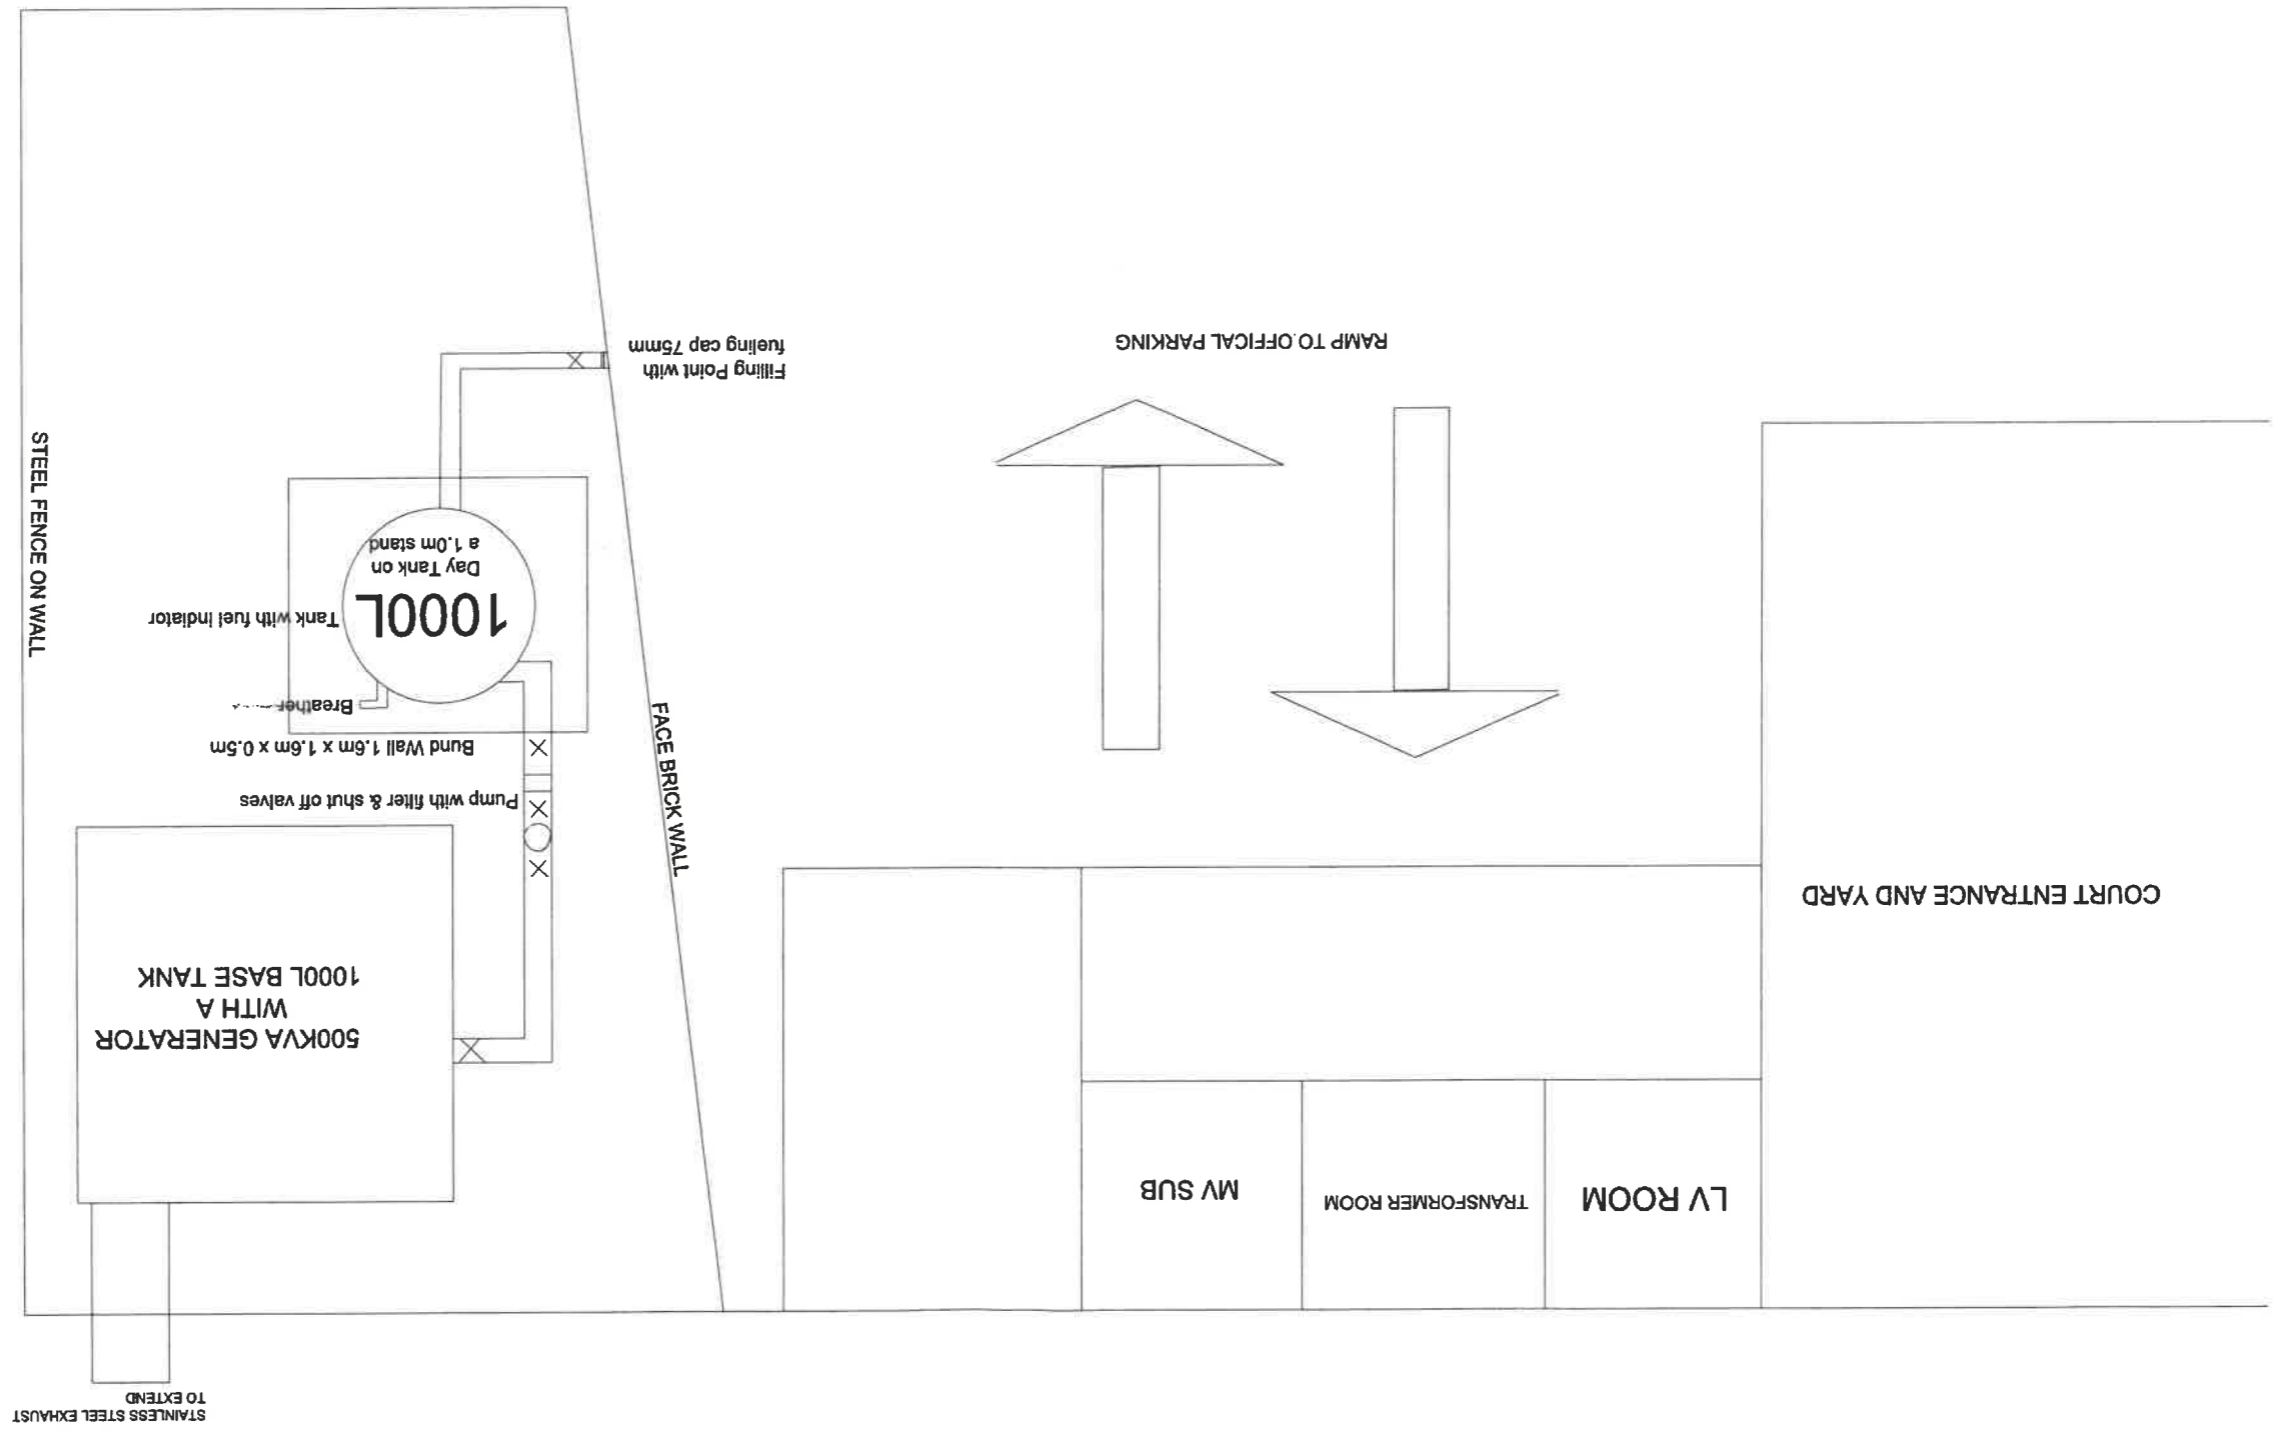 STAINLESS STEEL EXHAUST
TO EXTEND
LV ROOM
TRANSFORMER ROOM
MV SUB
500KVA GENERATOR
WITH A
1000L BASE TANK
COURT ENTRANCE AND YARD
FACE BRICK WALL
Pump with filter & shut off valves
Bund Wall 1.6m x 1.6m x 0.5m
Breather
Tank with fuel indiator
1000L
Day Tank on
a 1.0m stand
STEEL FENCE ON WALL
Filling Point with
fueling cap 75mm
RAMP TO OFFICAL PARKING